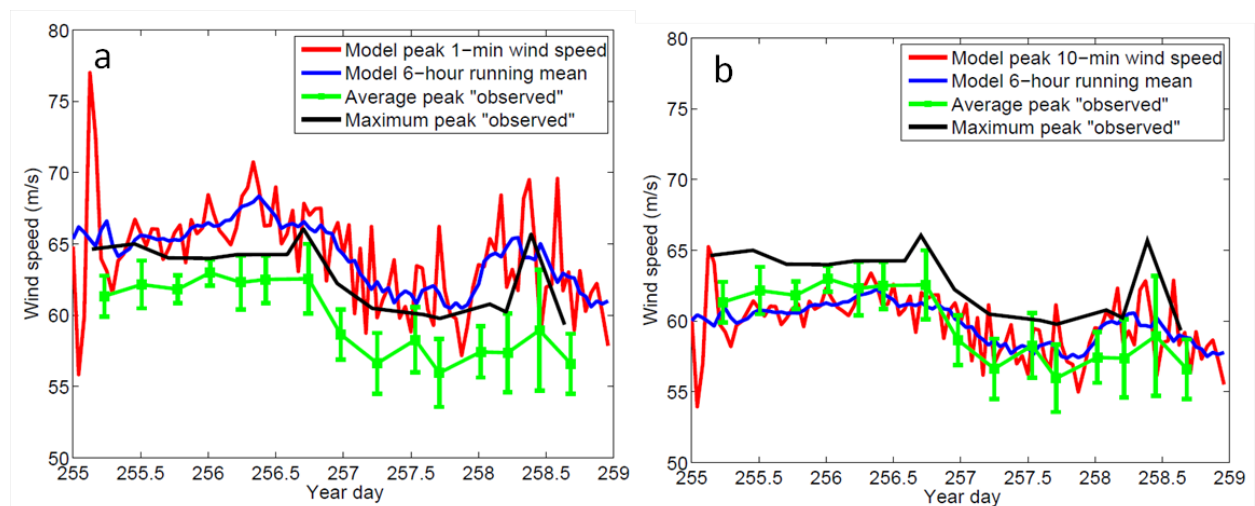 a
Model peak 1-min wind speed
Model 6-hour running mean
Average peak "observed"
Maximum peak "observed"
Wind speed (m/s)
80
75
70
65
60
55
50
255
255.5
256
256.5
257
257.5
258
258.5
259
Year day
b
Model peak 10-min wind speed
Model 6-hour running mean
Average peak "observed"
Maximum peak "observed"
Wind speed (m/s)
80
75
70
65
60
55
50
255
255.5
256
256.5
257
257.5
258
258.5
259
Year day